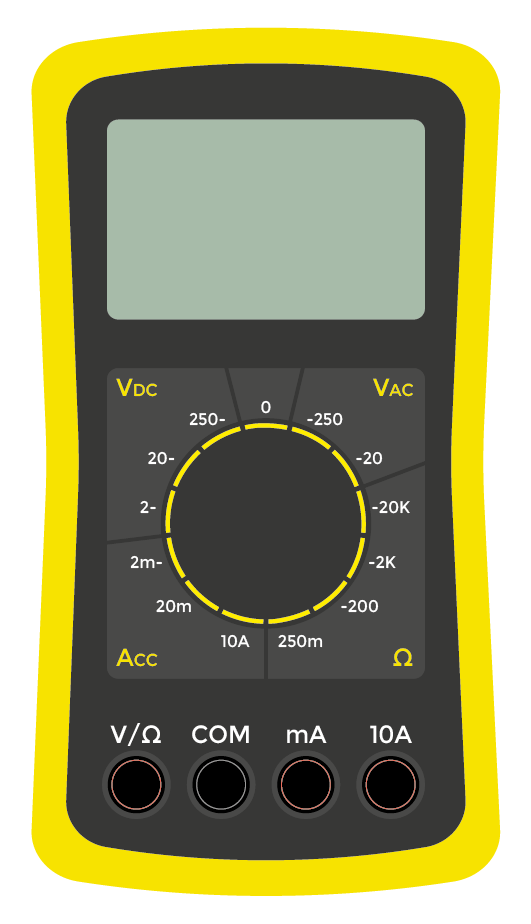 VDC
VAC
0
250-
-250
20-
-20
2-
-20K
2m-
-2K
20m
-200
10A
250m
ACC
Ω
V/Ω COM mA 10A